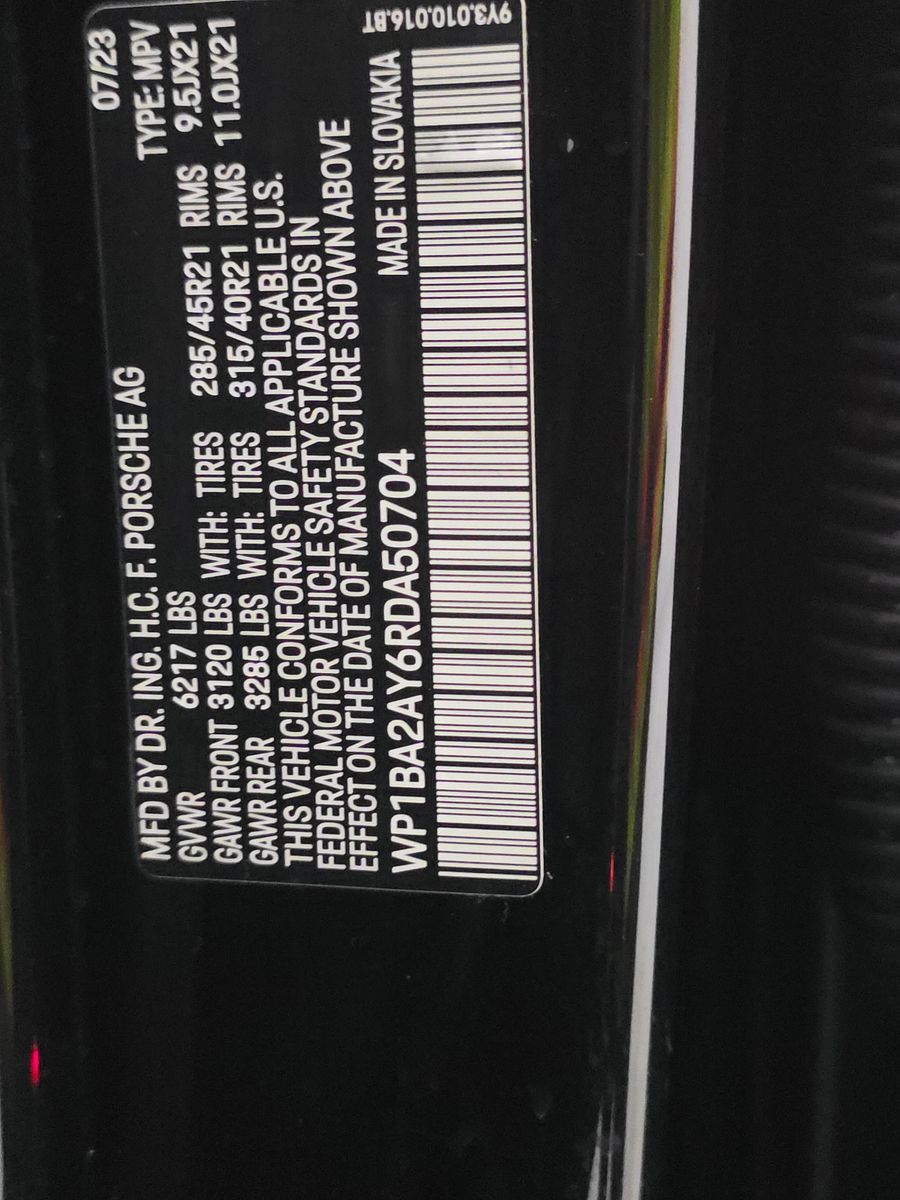 07/23
MFD BY DR. ING. H.C. F. PORSCHE AG TYPE: MPV
GVWR 6217 LBS
GAWR FRONT 3120 LBS WITH: TIRES 285/45R21 RIMS 9.5JX21
GAWR REAR 3285 LBS WITH: TIRES 315/40R21 RIMS 11.0JX21
THIS VEHICLE CONFORMS TO ALL APPLICABLE U.S.
FEDERAL MOTOR VEHICLE SAFETY STANDARDS IN
EFFECT ON THE DATE OF MANUFACTURE SHOWN ABOVE
WP1BA2AY6RDA50704 MADE IN SLOVAKIA
9Y3.010.016.BT